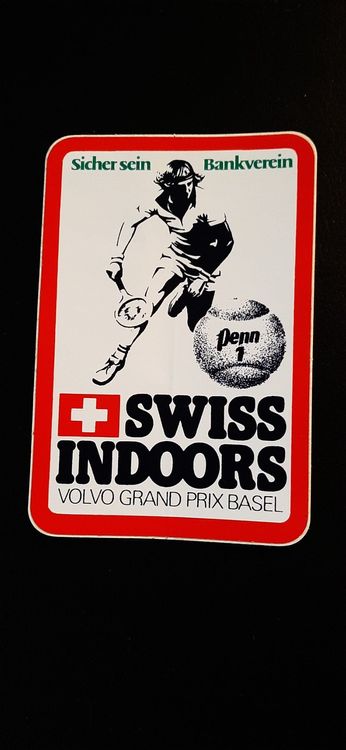 Sicher sein Bankverein
Penn
1
SWISS
INDOORS
VOLVO GRAND PRIX BASEL